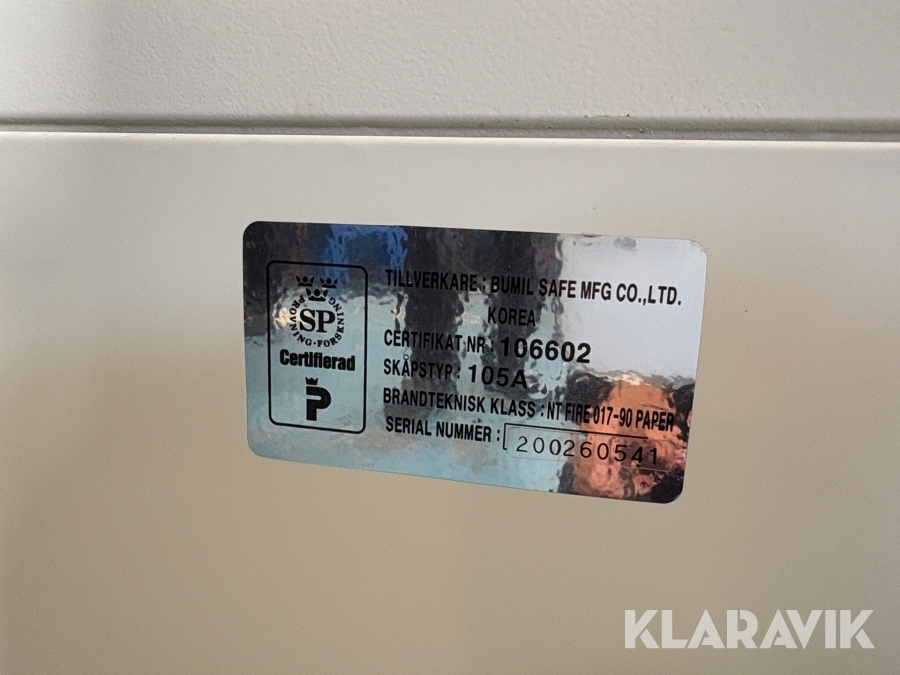 TILLVERKARE : BUMIL SAFE MFG CO.,LTD.
KOREA
CERTIFIKAT NR : 106602
SKÅPSTYP : 105A
BRANDTEKNISK KLASS : NT FIRE 017-90 PAPER
SERIAL NUMMER : 200260541
SP
PROVNING·FORSKNING
Certifierad
P
KLARAVIK